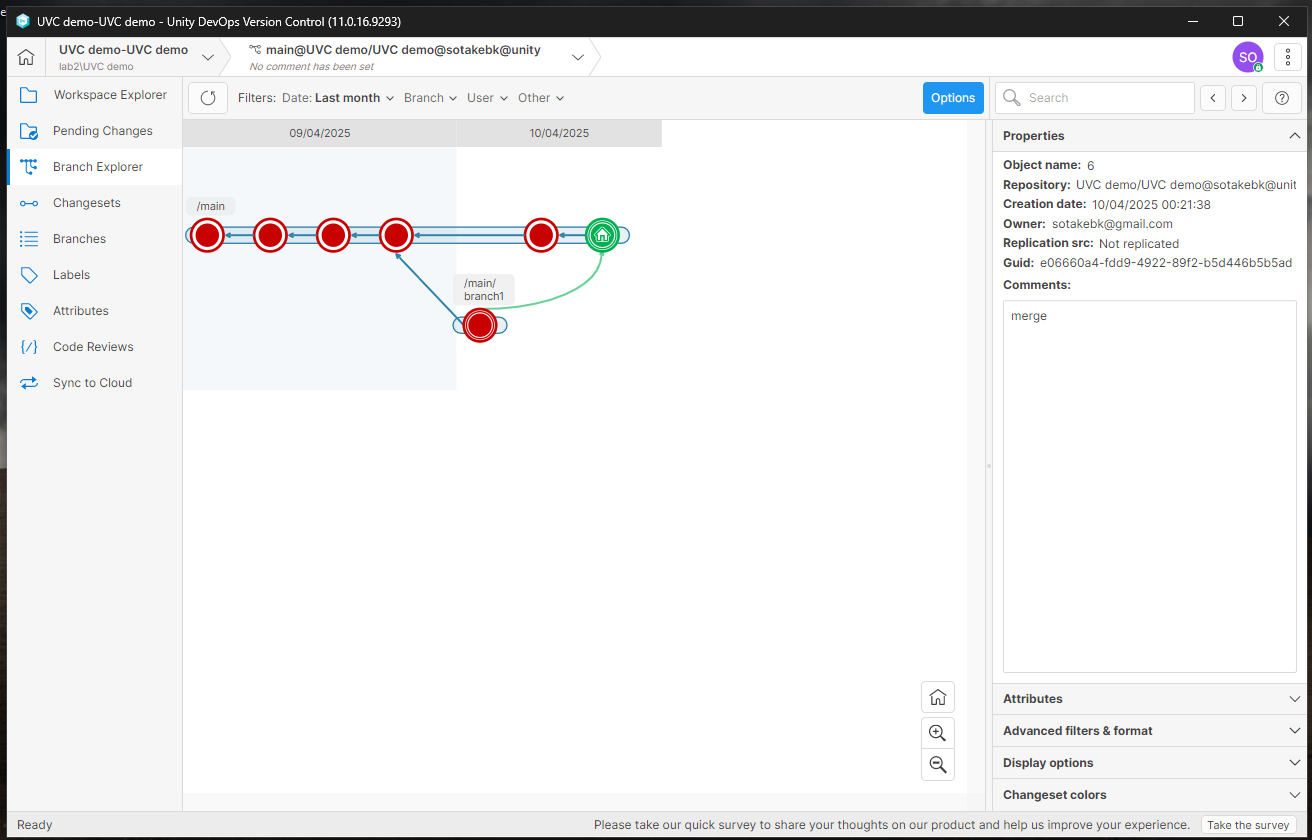 UVC demo-UVC demo - Unity DevOps Version Control (11.0.16.9293)
UVC demo-UVC demo
lab2\UVC demo
main@UVC demo/UVC demo@sotakebk@unity
No comment has been set
SO
Workspace Explorer
Pending Changes
Branch Explorer
Changesets
Branches
Labels
Attributes
Code Reviews
Sync to Cloud
Filters: Date: Last month Branch User Other
Options
Search
09/04/2025 10/04/2025
/main
/main/
branch1
Properties
Object name: 6
Repository: UVC demo/UVC demo@sotakebk@unit
Creation date: 10/04/2025 00:21:38
Owner: sotakebk@gmail.com
Replication src: Not replicated
Guid: e06660a4-fdd9-4922-89f2-b5d446b5b5ad
Comments:
merge
Attributes
Advanced filters & format
Display options
Changeset colors
Ready
Please take our quick survey to share your thoughts on our product and help us improve your experience. Take the survey